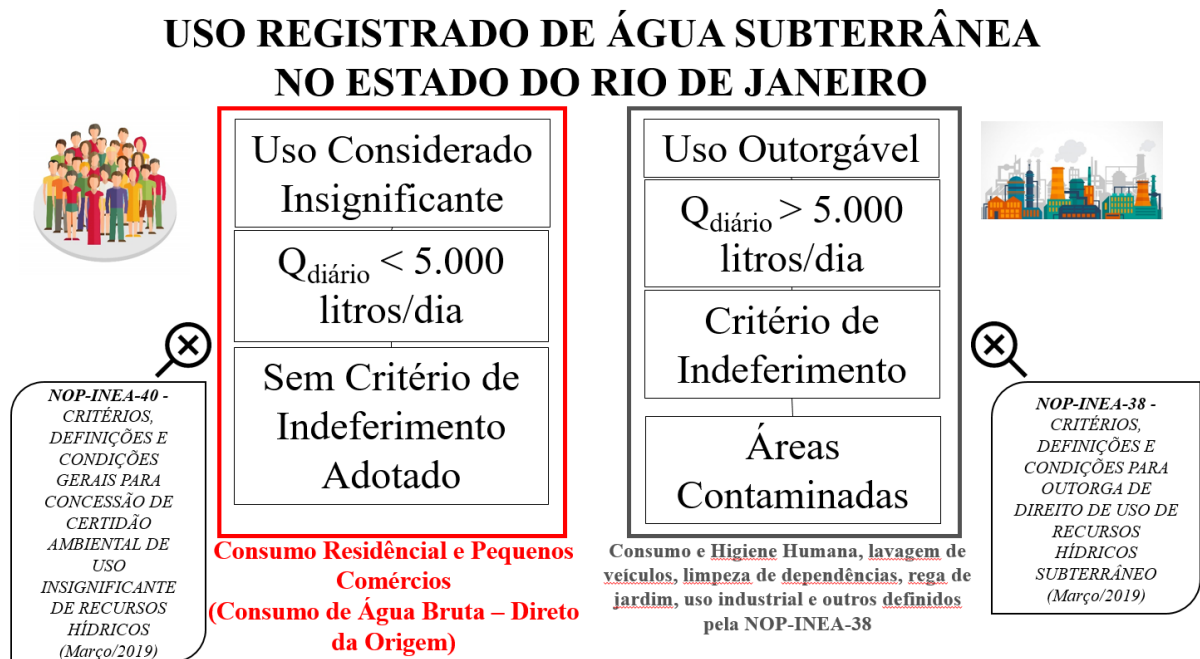 USO REGISTRADO DE ÁGUA SUBTERRÂNEA
NO ESTADO DO RIO DE JANEIRO
Uso Considerado
Insignificante
Qdiário < 5.000
litros/dia
Sem Critério de
Indeferimento
Adotado
Consumo Residêncial e Pequenos
Comércios
(Consumo de Água Bruta – Direto
da Origem)
NOP-INEA-40 -
CRITÉRIOS,
DEFINIÇÕES E
CONDIÇÕES
GERAIS PARA
CONCESSÃO DE
CERTIDÃO
AMBIENTAL DE
USO
INSIGNIFICANTE
DE RECURSOS
HÍDRICOS
(Março/2019)
Uso Outorgável
Qdiário > 5.000
litros/dia
Critério de
Indeferimento
Áreas
Contaminadas
Consumo e Higiene Humana, lavagem de
veículos, limpeza de dependências, rega de
jardim, uso industrial e outros definidos
pela NOP-INEA-38
NOP-INEA-38 -
CRITÉRIOS,
DEFINIÇÕES E
CONDIÇÕES PARA
OUTORGA DE
DIREITO DE USO DE
RECURSOS
HÍDRICOS
SUBTERRÂNEO
(Março/2019)